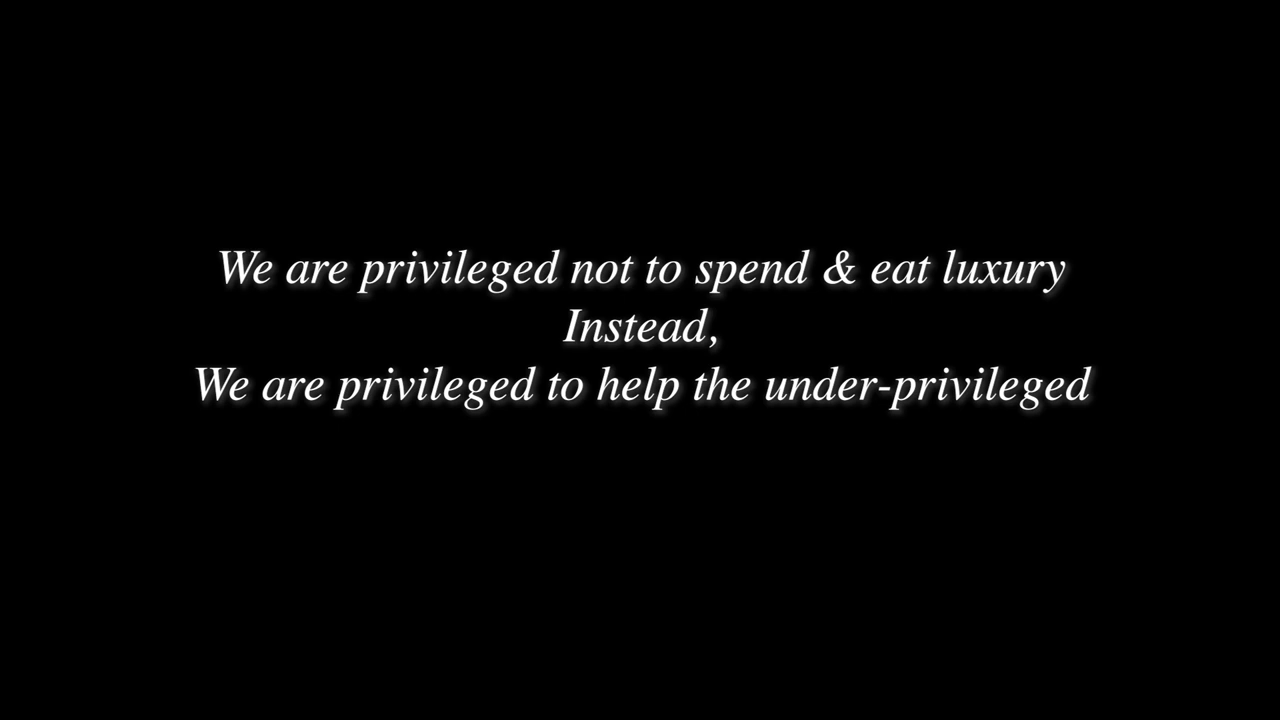 We are privileged not to spend & eat luxury
Instead,
We are privileged to help the under-privileged